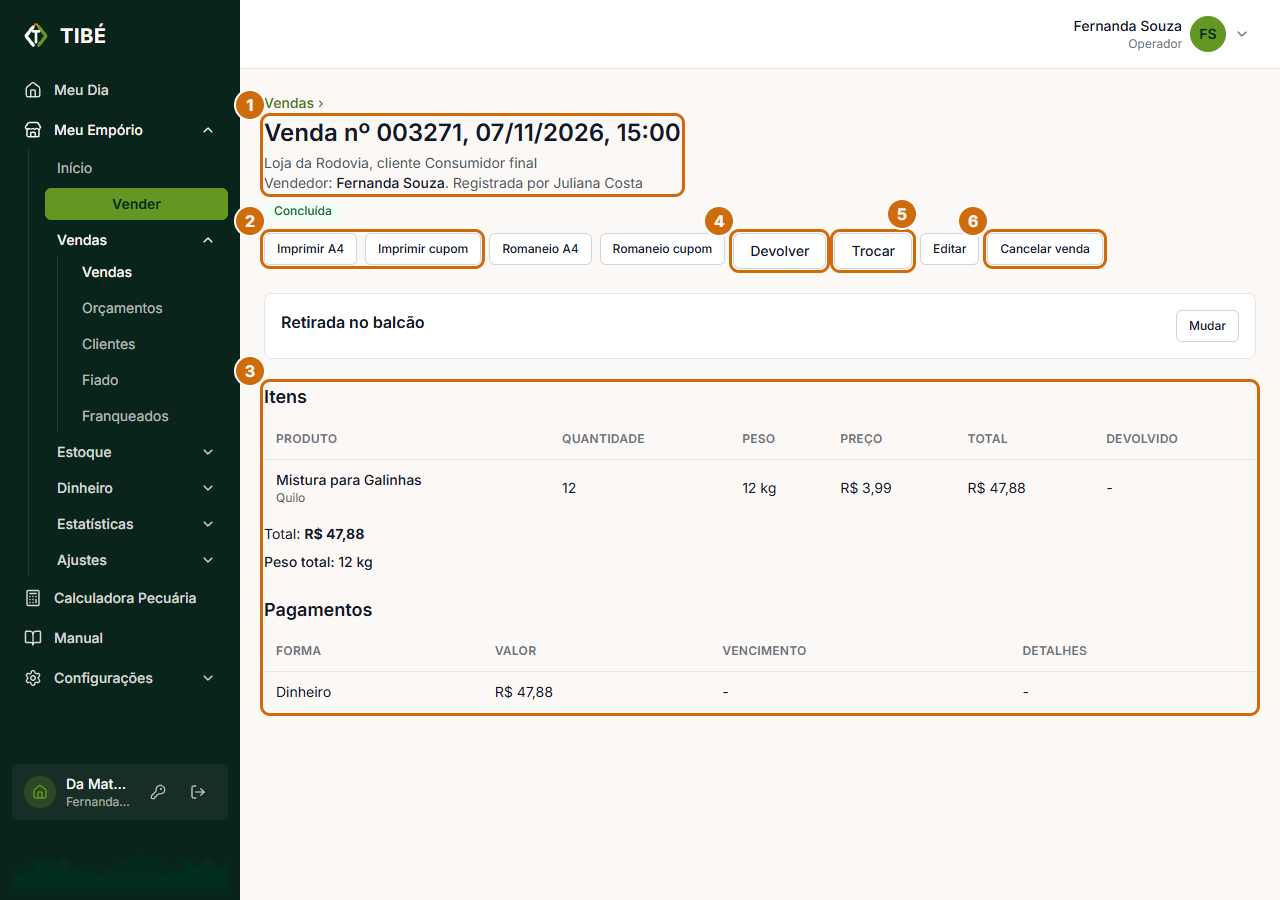 TIBÉ
Fernanda Souza
Operador
FS
Meu Dia
Meu Empório
Início
Vender
Vendas
Vendas
Orçamentos
Clientes
Fiado
Franqueados
Estoque
Dinheiro
Estatísticas
Ajustes
Calculadora Pecuária
Manual
Configurações
Da Mat...
Fernanda...
1
Vendas ›
Venda nº 003271, 07/11/2026, 15:00
Loja da Rodovia, cliente Consumidor final
Vendedor: Fernanda Souza. Registrada por Juliana Costa
Concluída
2 4 5 6
Imprimir A4 Imprimir cupom Romaneio A4 Romaneio cupom Devolver Trocar Editar Cancelar venda
Retirada no balcão Mudar
3
Itens
PRODUTO QUANTIDADE PESO PREÇO TOTAL DEVOLVIDO
Mistura para Galinhas 12 12 kg R$ 3,99 R$ 47,88 -
Quilo
Total: R$ 47,88
Peso total: 12 kg
Pagamentos
FORMA VALOR VENCIMENTO DETALHES
Dinheiro R$ 47,88 - -